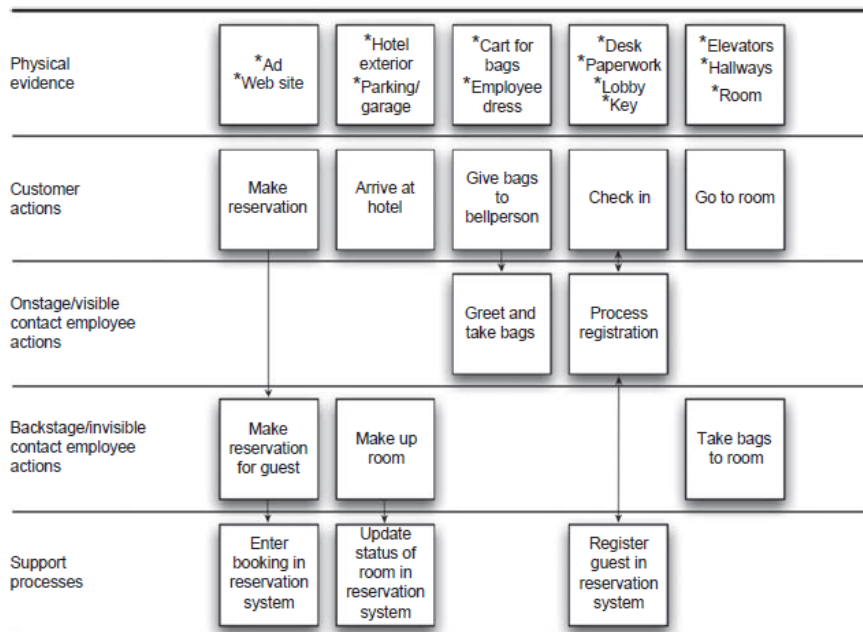 Physical
evidence
*Ad
*Web site
*Hotel
exterior
*Parking/
garage
*Cart for
bags
*Employee
dress
*Desk
*Paperwork
*Lobby
*Key
*Elevators
*Hallways
*Room
Customer
actions
Make
reservation
Arrive at
hotel
Give bags
to
bellperson
Check in
Go to room
Onstage/visible
contact employee
actions
Greet and
take bags
Process
registration
Backstage/invisible
contact employee
actions
Make
reservation
for guest
Make up
room
Take bags
to room
Support
processes
Enter
booking in
reservation
system
Update
status of
room in
reservation
system
Register
guest in
reservation
system